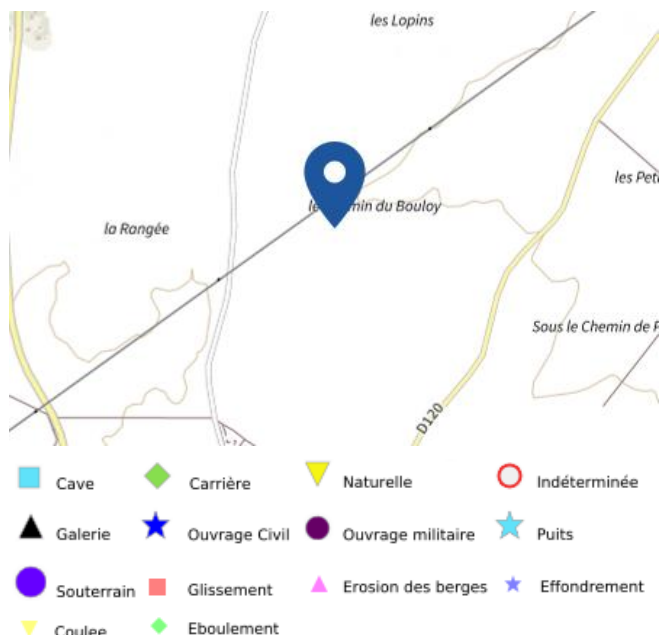 les Lopins
les Pet
min du Bouloy
la Rangée
Sous le Chemin de P
D120
Cave Carrière Naturelle Indéterminée
Galerie Ouvrage Civil Ouvrage militaire Puits
Souterrain Glissement Erosion des berges Effondrement
Coulee Eboulement